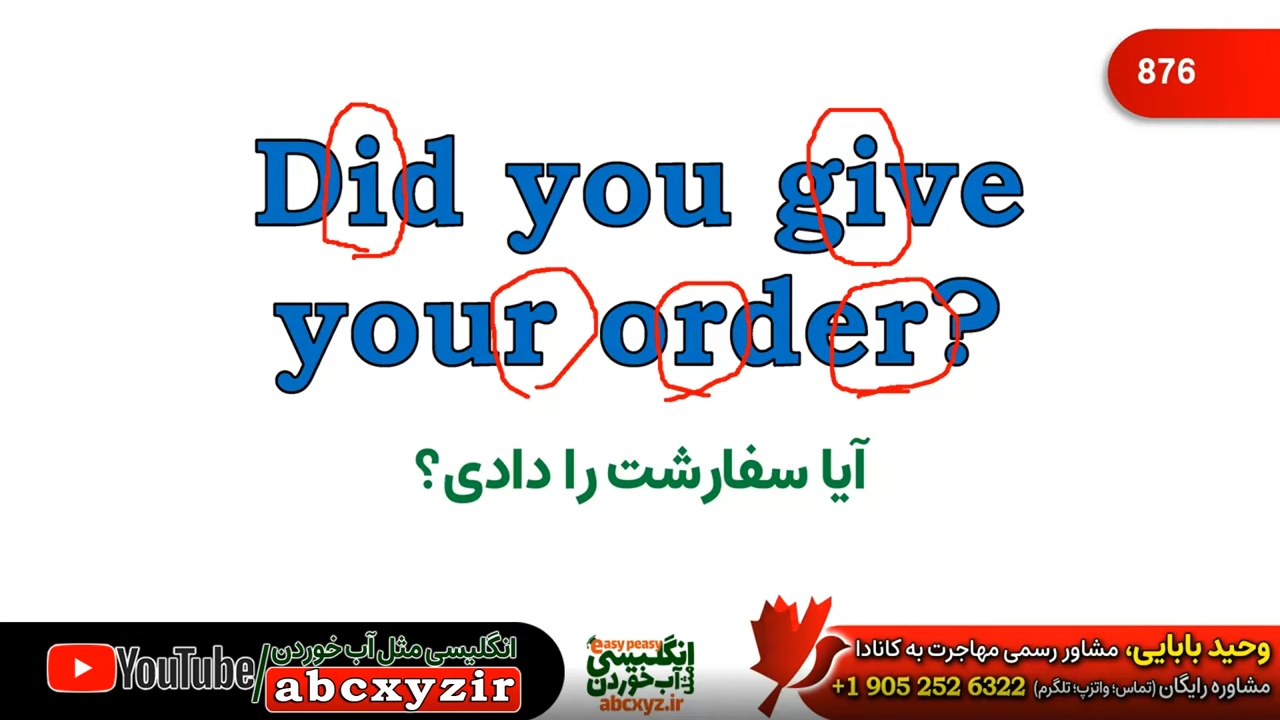 876
Did you give
your order?
آیا سفارشت را دادی؟
YouTube/
انگلیسی مثل آب خوردن
abcxyzir
easy peasy
انگلیسی
مثل آب خوردن
abcxyz.ir
وحید بابایی، مشاور رسمی مهاجرت به کانادا
مشاوره رایگان (تماس؛ واتزپ؛ تلگرم) +1 905 252 6322